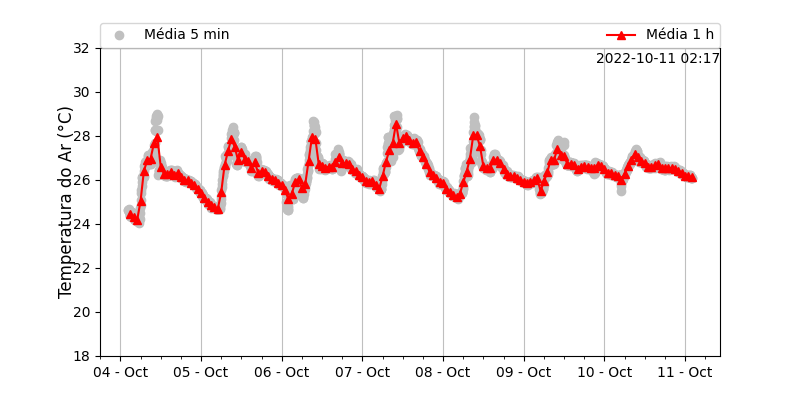 Média 5 min
Média 1 h
2022-10-11 02:17
Temperatura do Ar (°C)
32
30
28
26
24
22
20
18
04 - Oct
05 - Oct
06 - Oct
07 - Oct
08 - Oct
09 - Oct
10 - Oct
11 - Oct